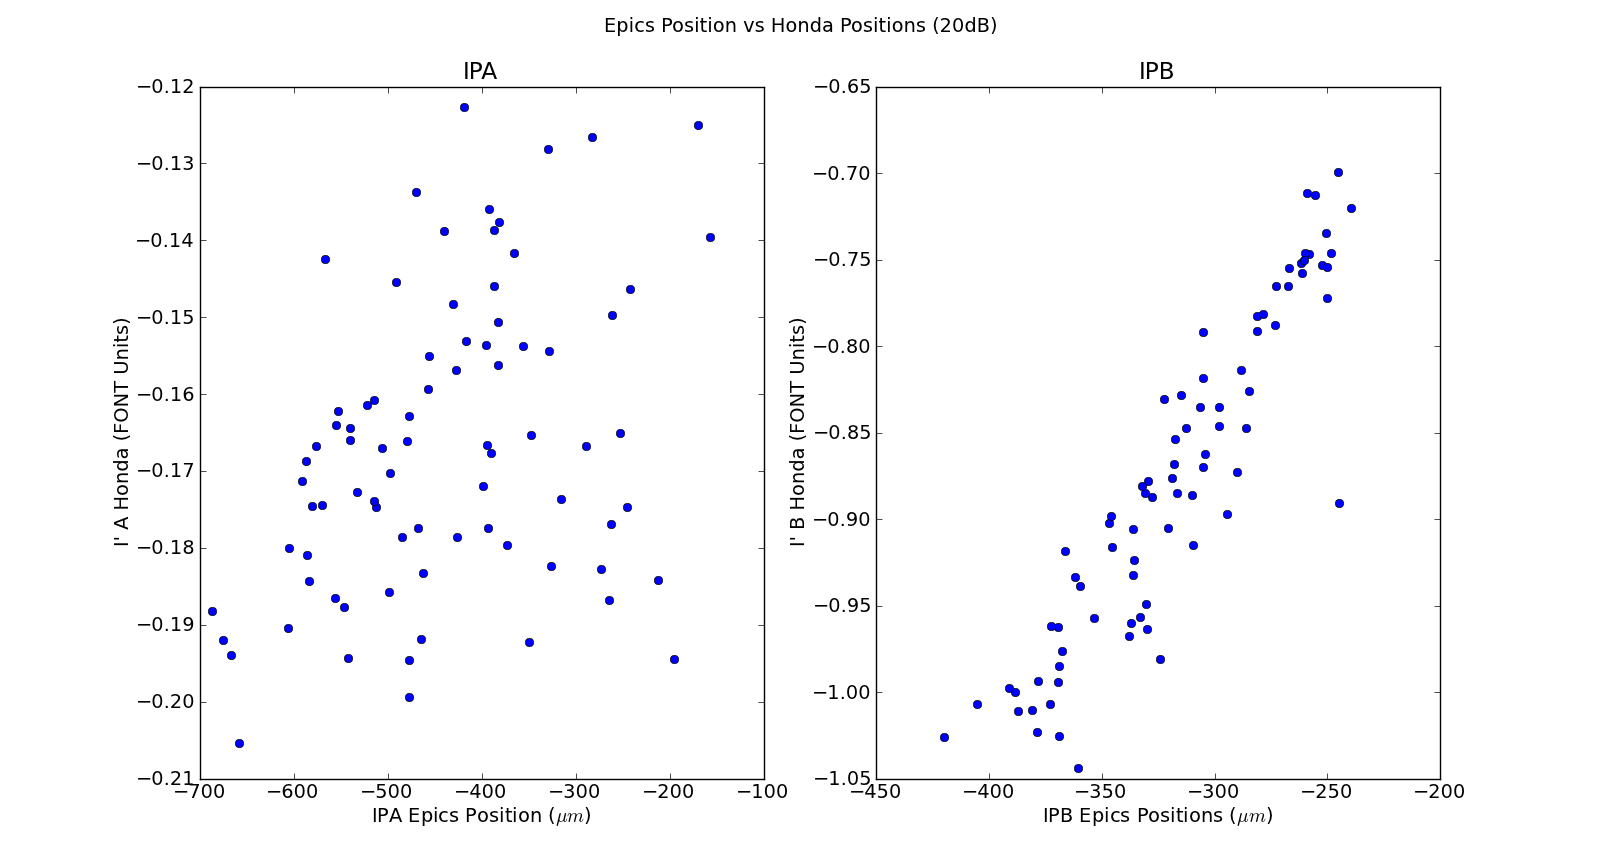 Epics Position vs Honda Positions (20dB)
IPA
−0.12
−0.13
−0.14
−0.15
−0.16
−0.17
−0.18
−0.19
−0.20
−0.21
I' A Honda (FONT Units)
−700 −600 −500 −400 −300 −200 −100
IPA Epics Position (μm)
IPB
−0.65
−0.70
−0.75
−0.80
−0.85
−0.90
−0.95
−1.00
−1.05
I' B Honda (FONT Units)
−450 −400 −350 −300 −250 −200
IPB Epics Positions (μm)